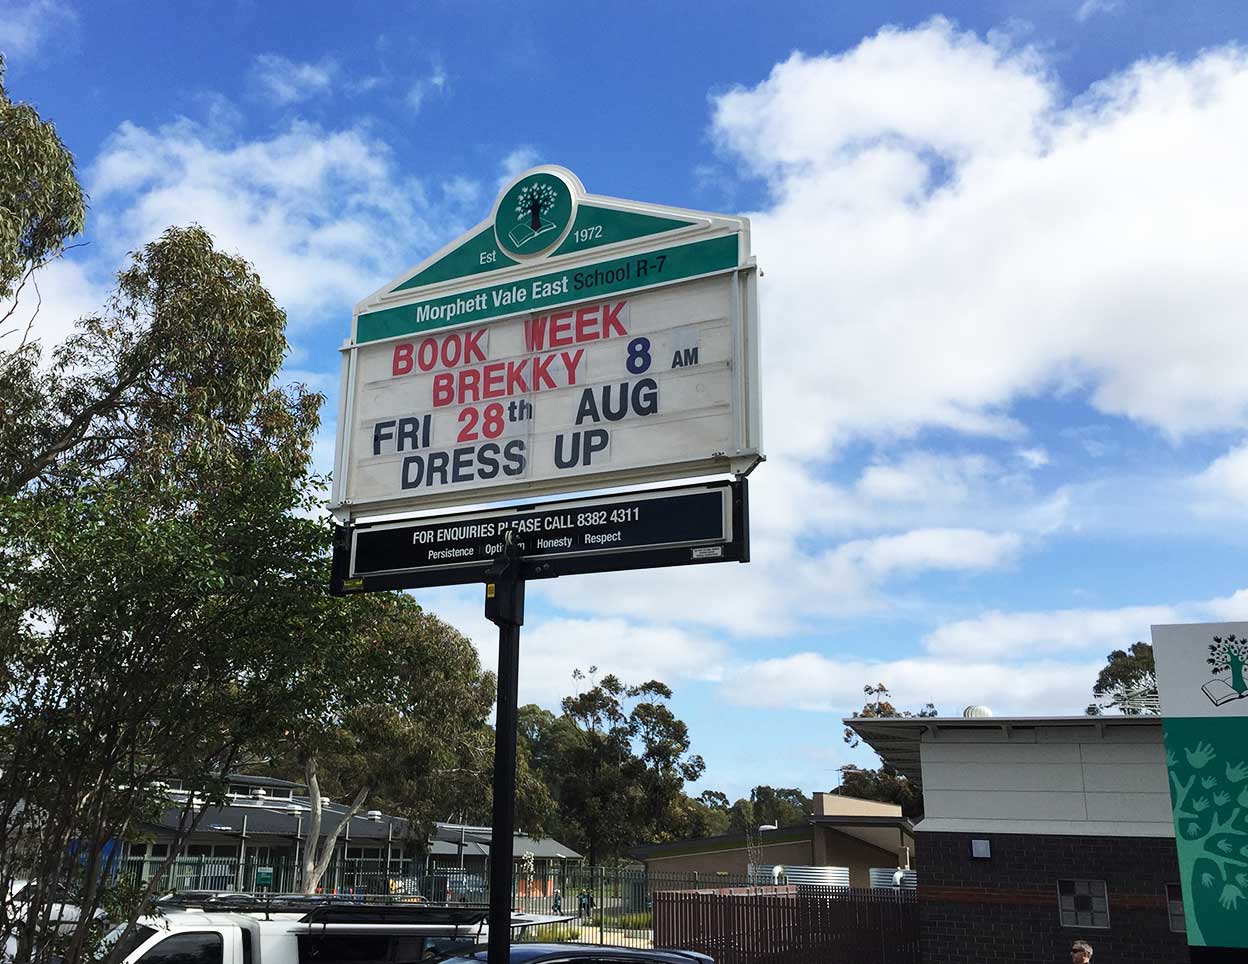 Est 1972
Morphett Vale East School R-7
BOOK WEEK
BREKKY 8 AM
FRI 28th AUG
DRESS UP
FOR ENQUIRIES PLEASE CALL 8382 4311
Persistence Optimism Honesty Respect